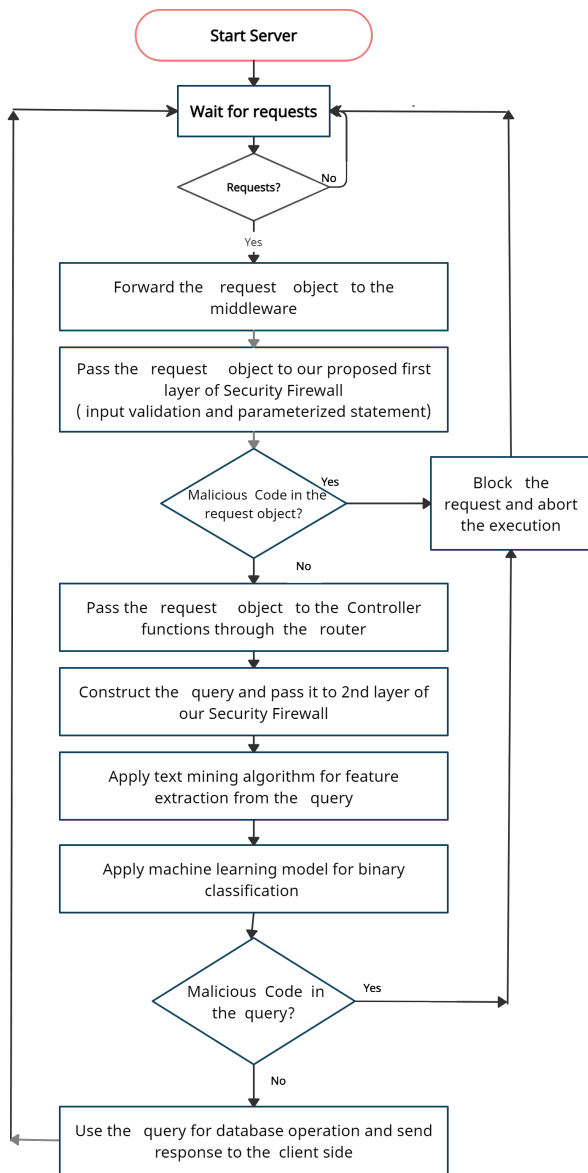 Start Server
Wait for requests
Requests?
No
Yes
Forward the request object to the
middleware
Pass the request object to our proposed first
layer of Security Firewall
( input validation and parameterized statement)
Malicious Code in the
request object?
Yes
Block the
request and abort
the execution
No
Pass the request object to the Controller
functions through the router
Construct the query and pass it to 2nd layer of
our Security Firewall
Apply text mining algorithm for feature
extraction from the query
Apply machine learning model for binary
classification
Malicious Code in
the query?
Yes
No
Use the query for database operation and send
response to the client side